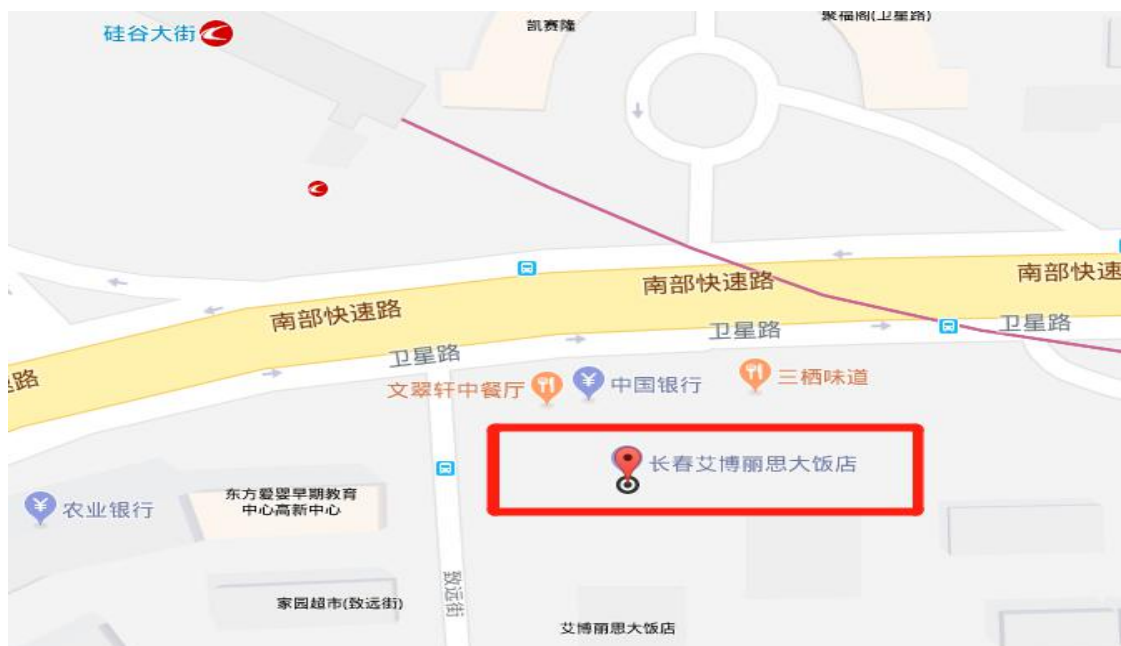 硅谷大街
凯赛隆
聚福阁(卫星路)
南部快速路
南部快速路
南部快速
卫星路
卫星路
卫星路
速路
文翠轩中餐厅
中国银行
三栖味道
长春艾博丽思大饭店
农业银行
东方爱婴早期教育
中心高新中心
致远街
家园超市(致远街)
艾博丽思大饭店